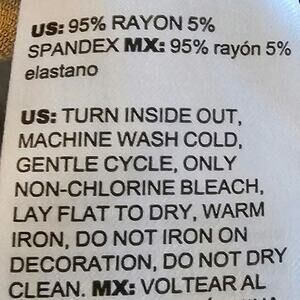 US: 95% RAYON 5%
SPANDEX MX: 95% rayón 5%
elastano
US: TURN INSIDE OUT,
MACHINE WASH COLD,
GENTLE CYCLE, ONLY
NON-CHLORINE BLEACH,
LAY FLAT TO DRY, WARM
IRON, DO NOT IRON ON
DECORATION, DO NOT DRY
CLEAN. MX: VOLTEAR AL